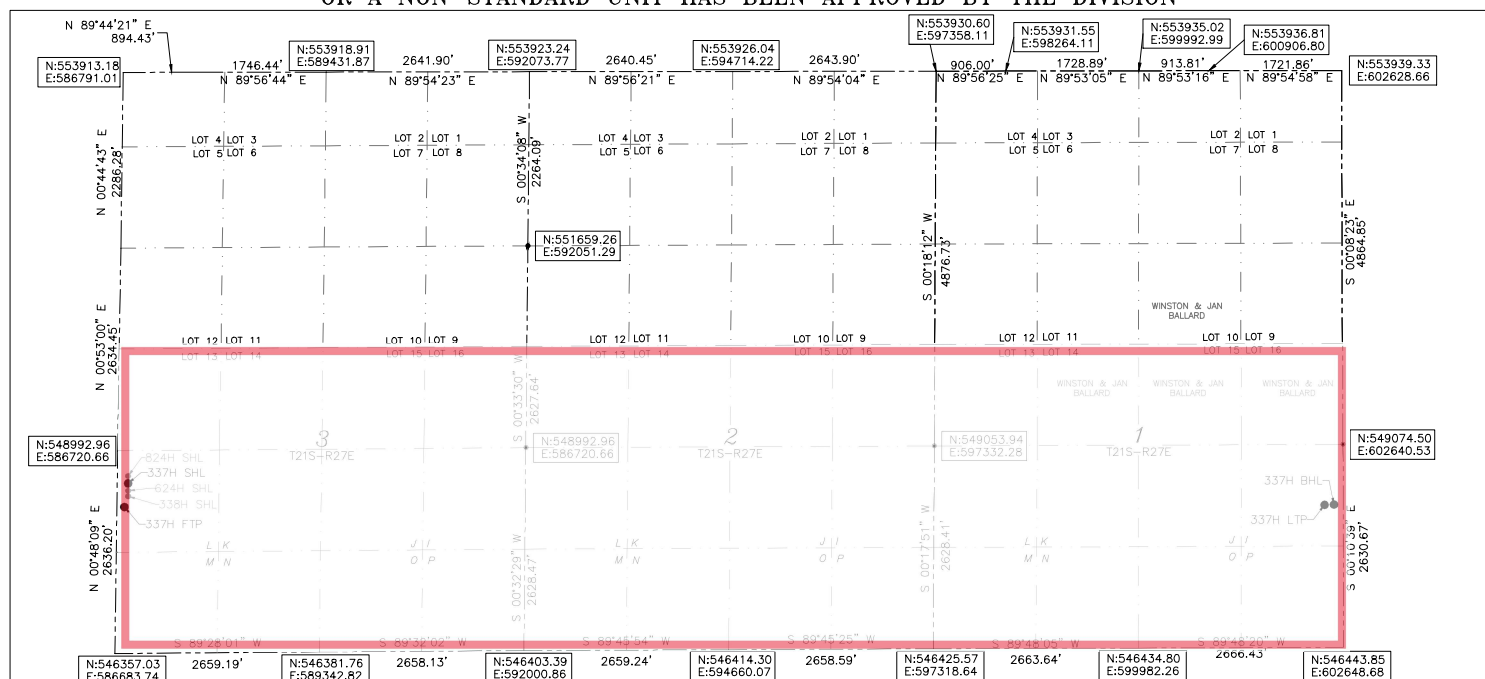 OR A NON-STANDARD UNIT HAS BEEN APPROVED BY THE DIVISION
N 89°44'21" E
894.43'
N:553913.18
E:586791.01
1746.44'
N 89°56'44" E
N:553918.91
E:589431.87
2641.90'
N 89°54'23" E
N:553923.24
E:592073.77
2640.45'
N 89°56'21" E
N:553926.04
E:594714.22
2643.90'
N 89°54'04" E
N:553930.60
E:597358.11
906.00'
N 89°56'25" E
N:553931.55
E:598264.11
1728.89'
N 89°53'05" E
N:553935.02
E:599992.99
913.81'
N 89°53'16" E
N:553936.81
E:600906.80
1721.86'
N 89°54'58" E
N:553939.33
E:602628.66
N 00°44'43" E
2286.28'
S 00°34'08" W
2264.09'
LOT 4 LOT 3
LOT 5 LOT 6
LOT 2 LOT 1
LOT 7 LOT 8
LOT 4 LOT 3
LOT 5 LOT 6
LOT 2 LOT 1
LOT 7 LOT 8
LOT 4 LOT 3
LOT 5 LOT 6
LOT 2 LOT 1
LOT 7 LOT 8
N:551659.26
E:592051.29
S 00°18'12" W
4876.73'
S 00°08'23" E
4864.85'
N 00°53'00" E
2634.45'
WINSTON & JAN
BALLARD
LOT 12 LOT 11
LOT 13 LOT 14
LOT 10 LOT 9
LOT 15 LOT 16
LOT 12 LOT 11
LOT 13 LOT 14
LOT 10 LOT 9
LOT 15 LOT 16
LOT 12 LOT 11
LOT 13 LOT 14
LOT 10 LOT 9
LOT 15 LOT 16
S 00°33'30" W
2627.64'
WINSTON & JAN
BALLARD
WINSTON & JAN
BALLARD
WINSTON & JAN
BALLARD
N:548992.96
E:586720.66
3
T21S-R27E
N:548992.96
E:586720.66
2
T21S-R27E
N:549053.94
E:597332.28
1
T21S-R27E
N:549074.50
E:602640.53
824H SHL
337H SHL
624H SHL
338H SHL
337H FTP
337H BHL
337H LTP
N 00°48'09" E
2636.20'
S 00°32'29" W
2628.47'
S 00°17'51" W
2628.41'
S 00°10'39" E
2630.67'
L K
M N
J I
O P
L K
M N
J I
O P
L K
M N
J I
O P
S 89°28'01" W
S 89°32'02" W
S 89°45'54" W
S 89°45'25" W
S 89°48'05" W
S 89°48'20" W
N:546357.03
E:586683.74
2659.19'
N:546381.76
E:589342.82
2658.13'
N:546403.39
E:592000.86
2659.24'
N:546414.30
E:594660.07
2658.59'
N:546425.57
E:597318.64
2663.64'
N:546434.80
E:599982.26
2666.43'
N:546443.85
E:602648.68